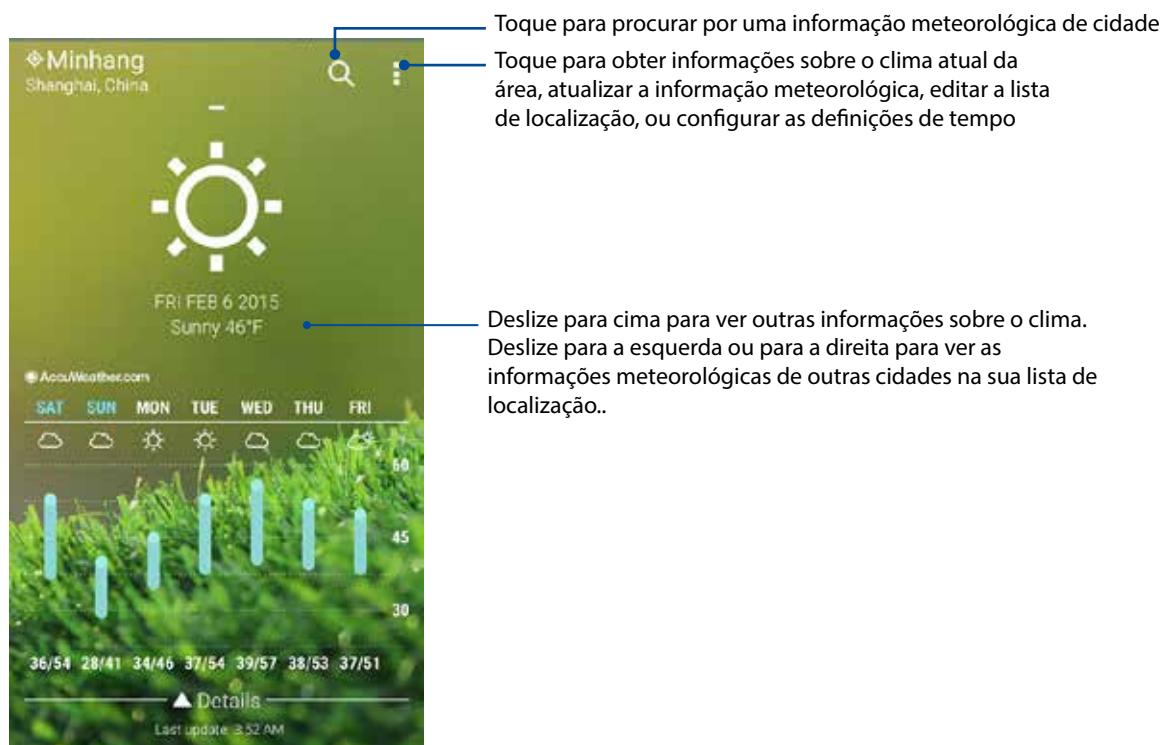 Toque para procurar por uma informação meteorológica de cidade
Toque para obter informações sobre o clima atual da
área, atualizar a informação meteorológica, editar a lista
de localização, ou configurar as definições de tempo
Minhang
Shanghai, China
FRI FEB 6 2015
Sunny 46°F
Deslize para cima para ver outras informações sobre o clima.
Deslize para a esquerda ou para a direita para ver as
informações meteorológicas de outras cidades na sua lista de
localização..
AccuWeather.com
SAT SUN MON TUE WED THU FRI
60
45
30
36/54 28/41 34/46 37/54 39/57 38/53 37/51
Details
Last update 3:52 AM